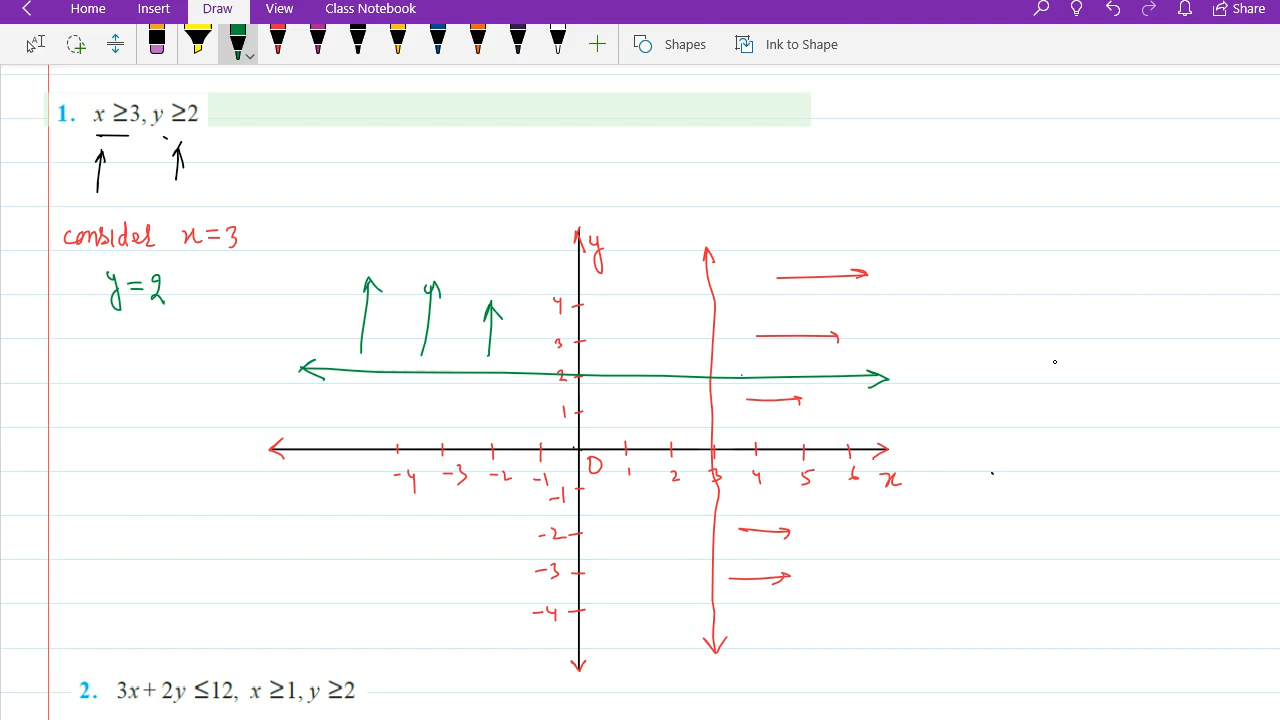 Home Insert Draw View Class Notebook Share
Shapes Ink to Shape
1. x ≥3, y ≥2
consider x = 3
y = 2
y
4
3
2
1
-4 -3 -2 -1 0 1 2 3 4 5 6 x
-1
-2
-3
-4
2. 3x + 2y ≤12, x ≥1, y ≥2